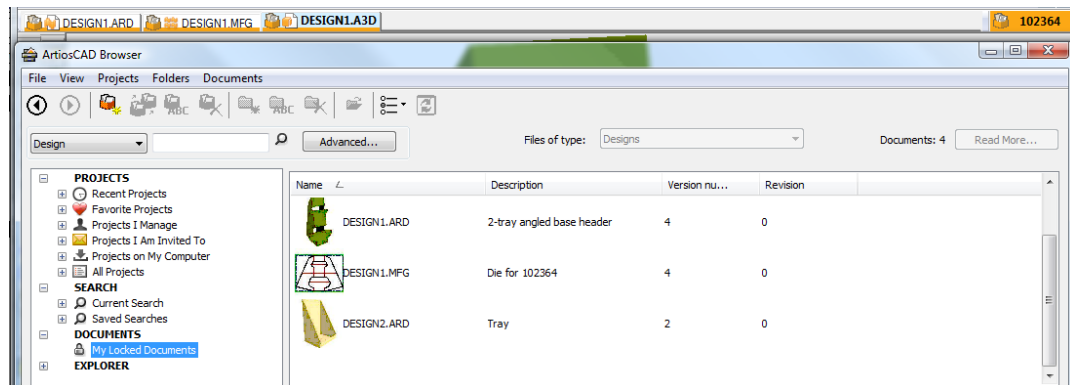 DESIGN1.ARD DESIGN1.MFG DESIGN1.A3D 102364
ArtiosCAD Browser
File View Projects Folders Documents
ABC ABC
Design Advanced... Files of type: Designs Documents: 4 Read More...
PROJECTS
Recent Projects
Favorite Projects
Projects I Manage
Projects I Am Invited To
Projects on My Computer
All Projects
SEARCH
Current Search
Saved Searches
DOCUMENTS
My Locked Documents
EXPLORER
Name Description Version nu... Revision
DESIGN1.ARD 2-tray angled base header 4 0
DESIGN1.MFG Die for 102364 4 0
DESIGN2.ARD Tray 2 0